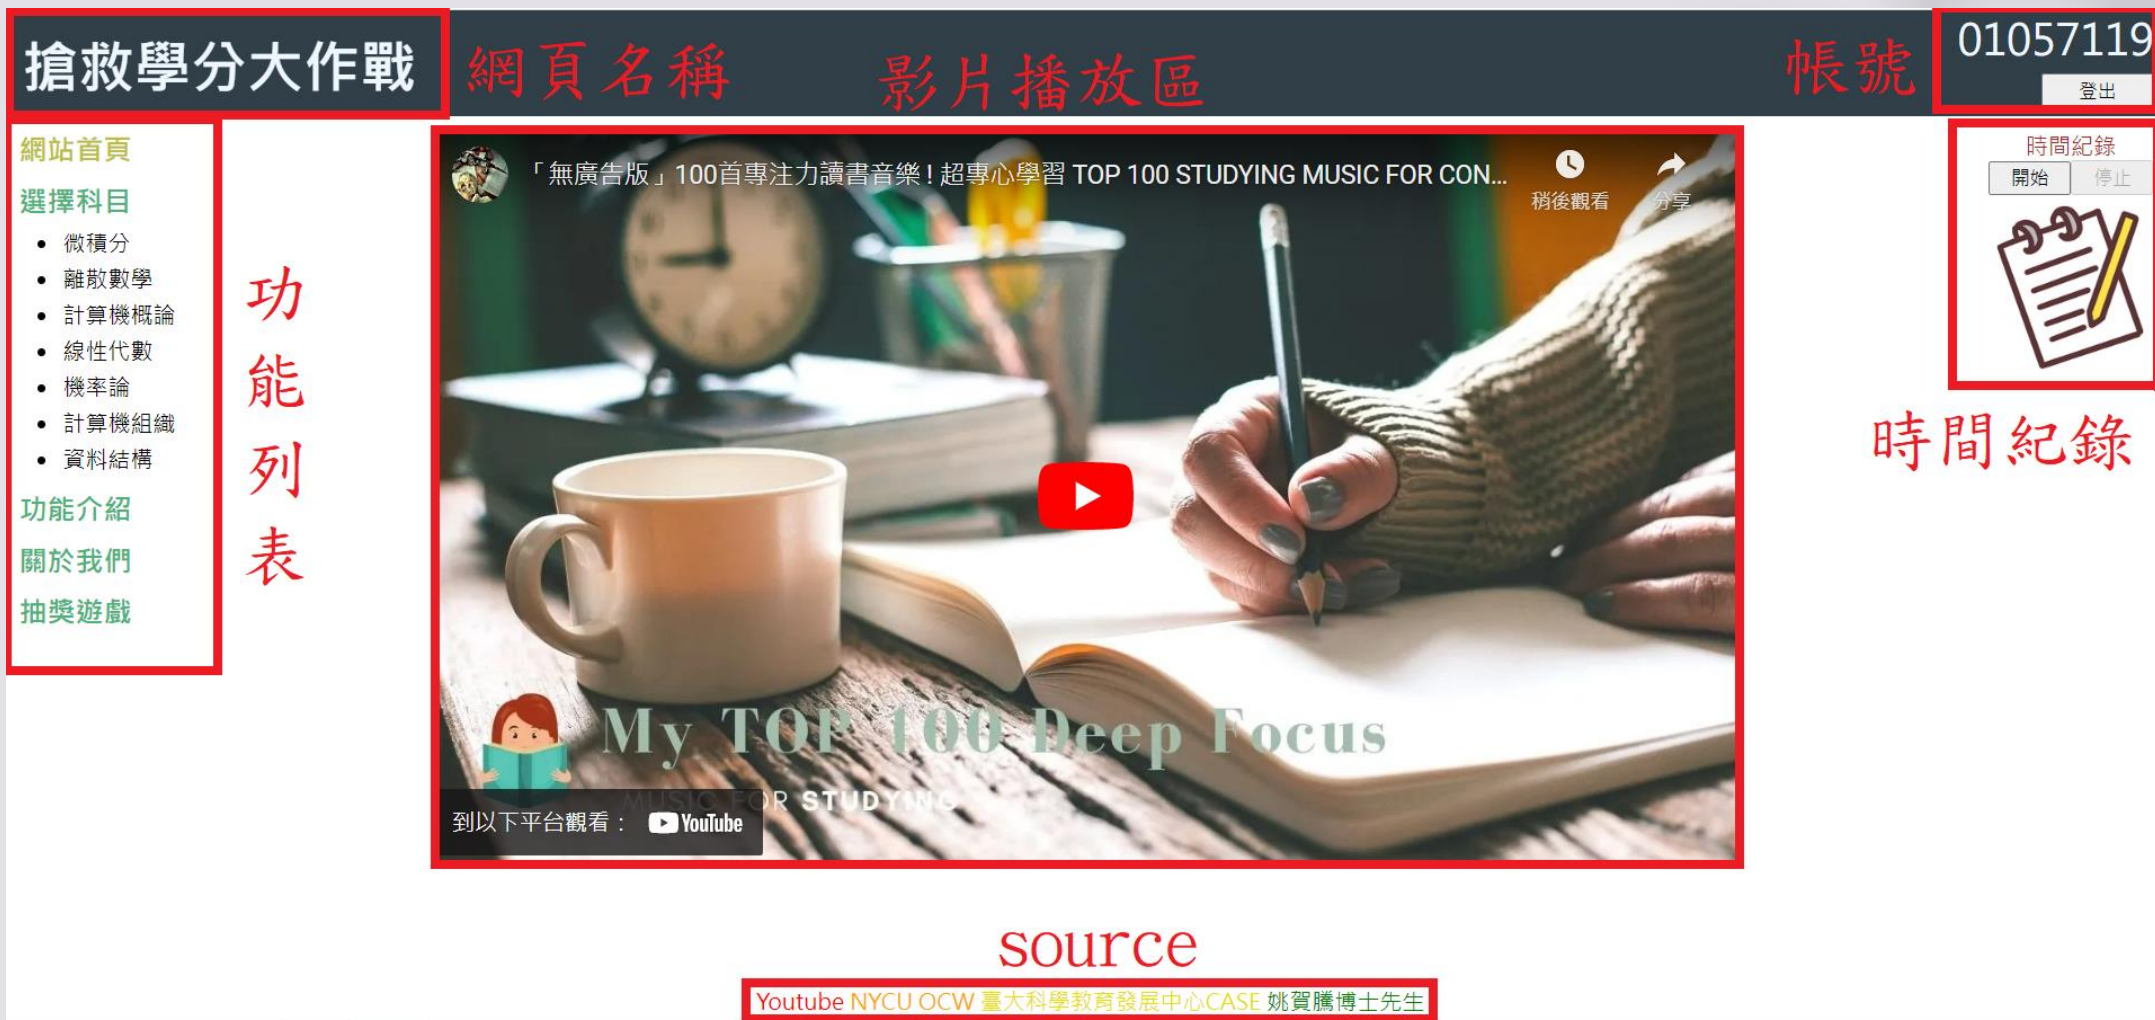 搶救學分大作戰
網頁名稱
影片播放區
帳號
01057119
登出
網站首頁
選擇科目
微積分
離散數學
計算機概論
線性代數
機率論
計算機組織
資料結構
功能介紹
關於我們
抽獎遊戲
功能列表
「無廣告版」100首專注力讀書音樂！超專心學習 TOP 100 STUDYING MUSIC FOR CON...
稍後觀看
分享
My TOP 100 Deep Focus
MUSIC FOR STUDYING
到以下平台觀看： YouTube
時間紀錄
開始 停止
時間紀錄
source
Youtube NYCU OCW 臺大科學教育發展中心CASE 姚賀騰博士先生